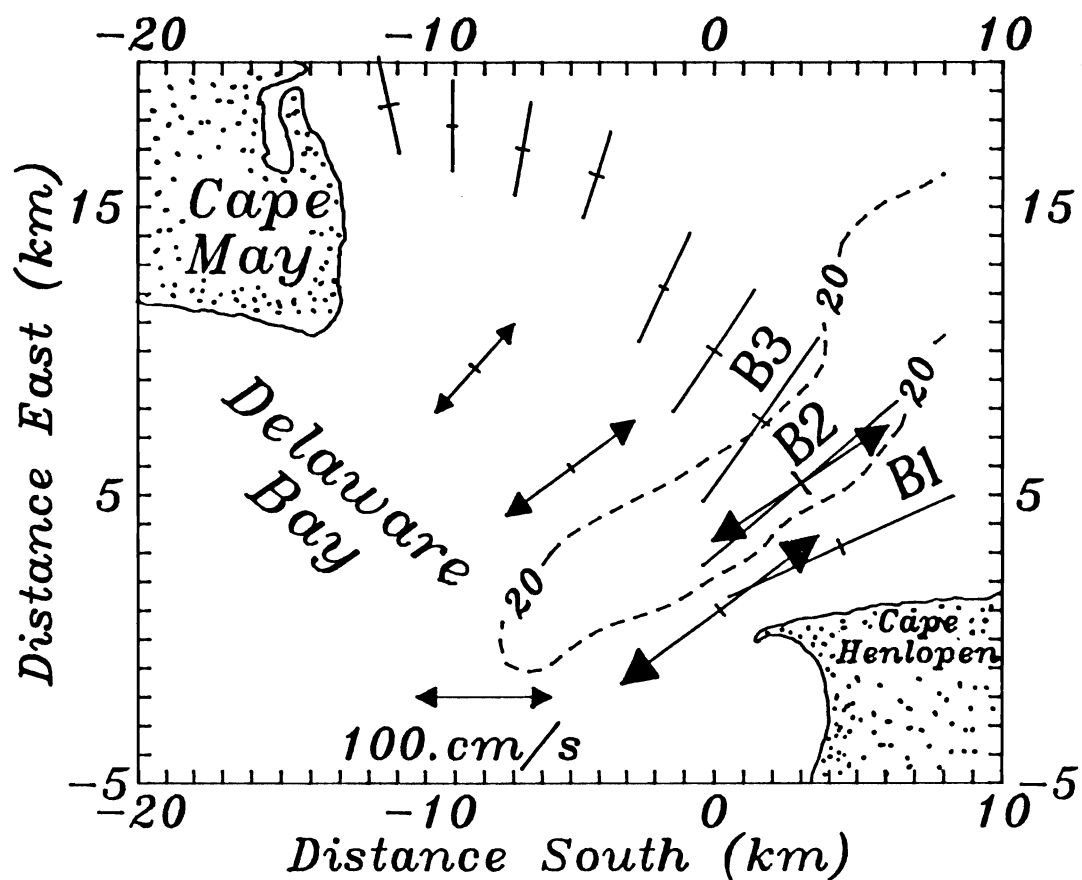 -20 -10 0 10
15 15
Cape
May
20
B3
20
Delaware
Bay
B2
B1
5 5
20
Cape
Henlopen
100.cm/s
-5 -5
-20 -10 0 10
Distance South (km)
Distance East (km)